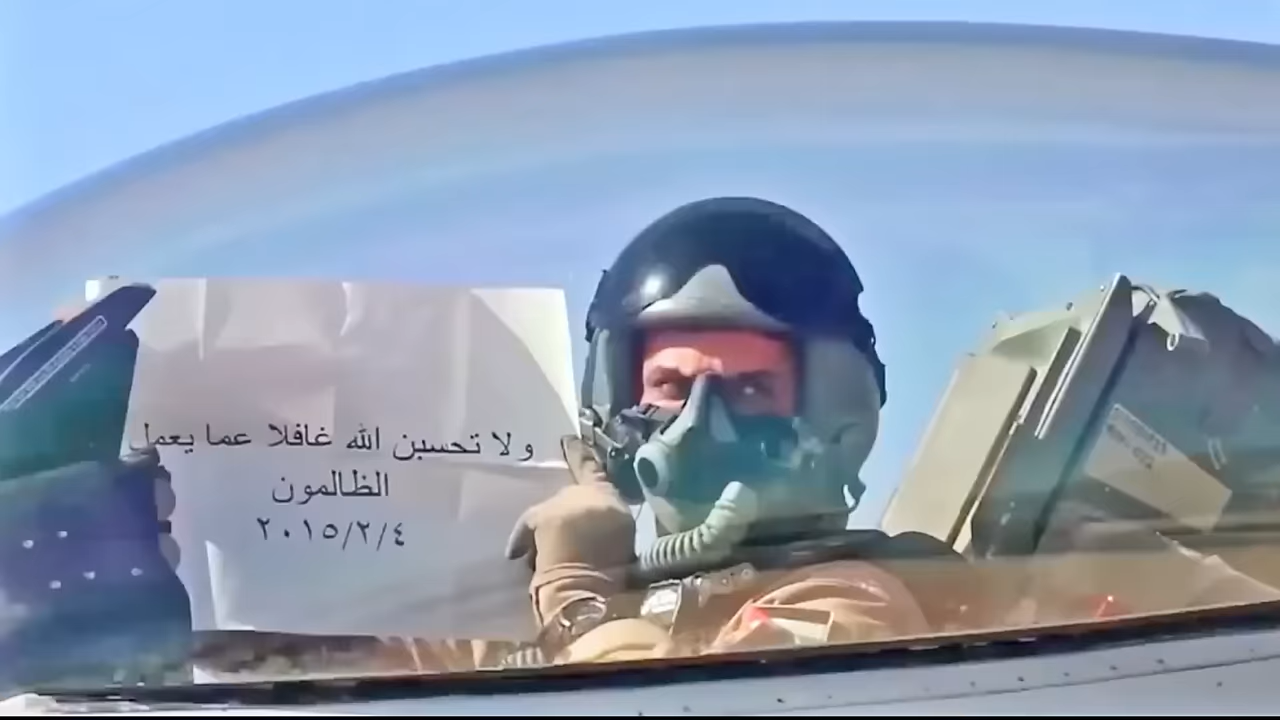 ولا تحسبن الله غافلا عما يعمل
الظالمون
٢٠١٥/٢/٤